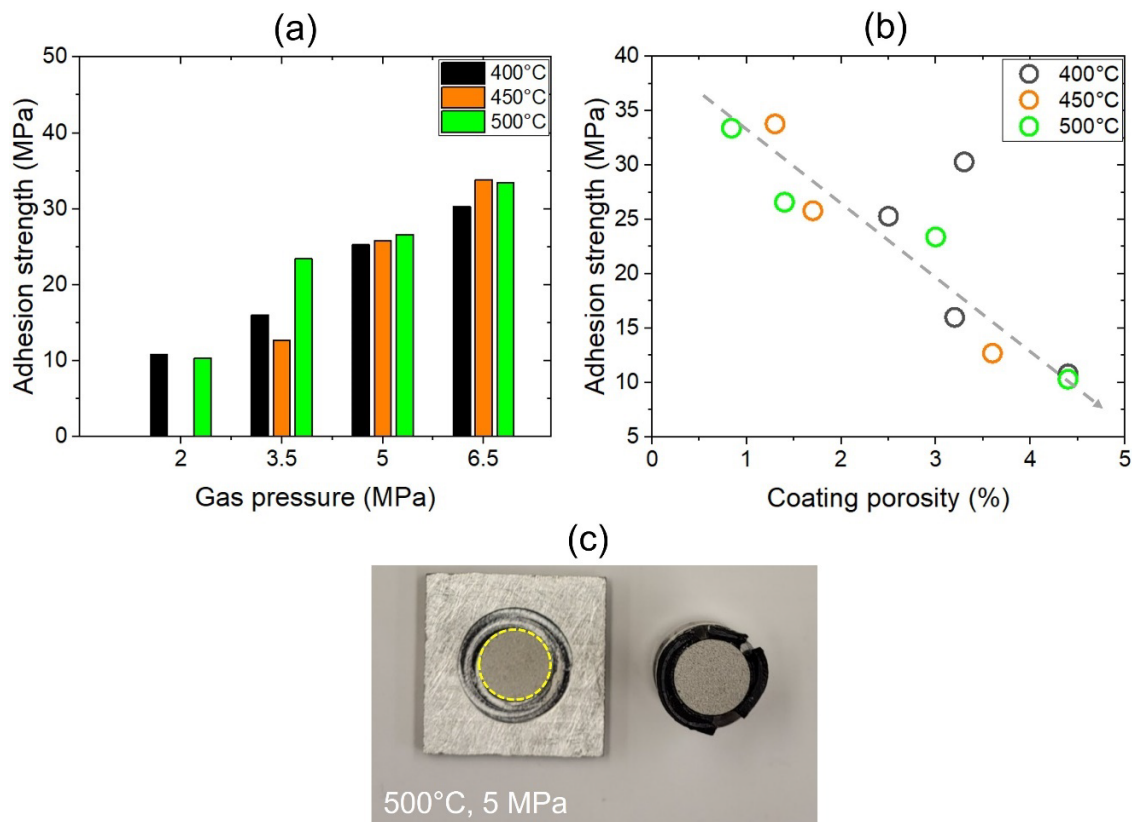 (a)
Adhesion strength (MPa)
50
40
30
20
10
0
400°C
450°C
500°C
2
3.5
5
6.5
Gas pressure (MPa)
(b)
Adhesion strength (MPa)
40
35
30
25
20
15
10
5
400°C
450°C
500°C
0
1
2
3
4
5
Coating porosity (%)
(c)
500°C, 5 MPa